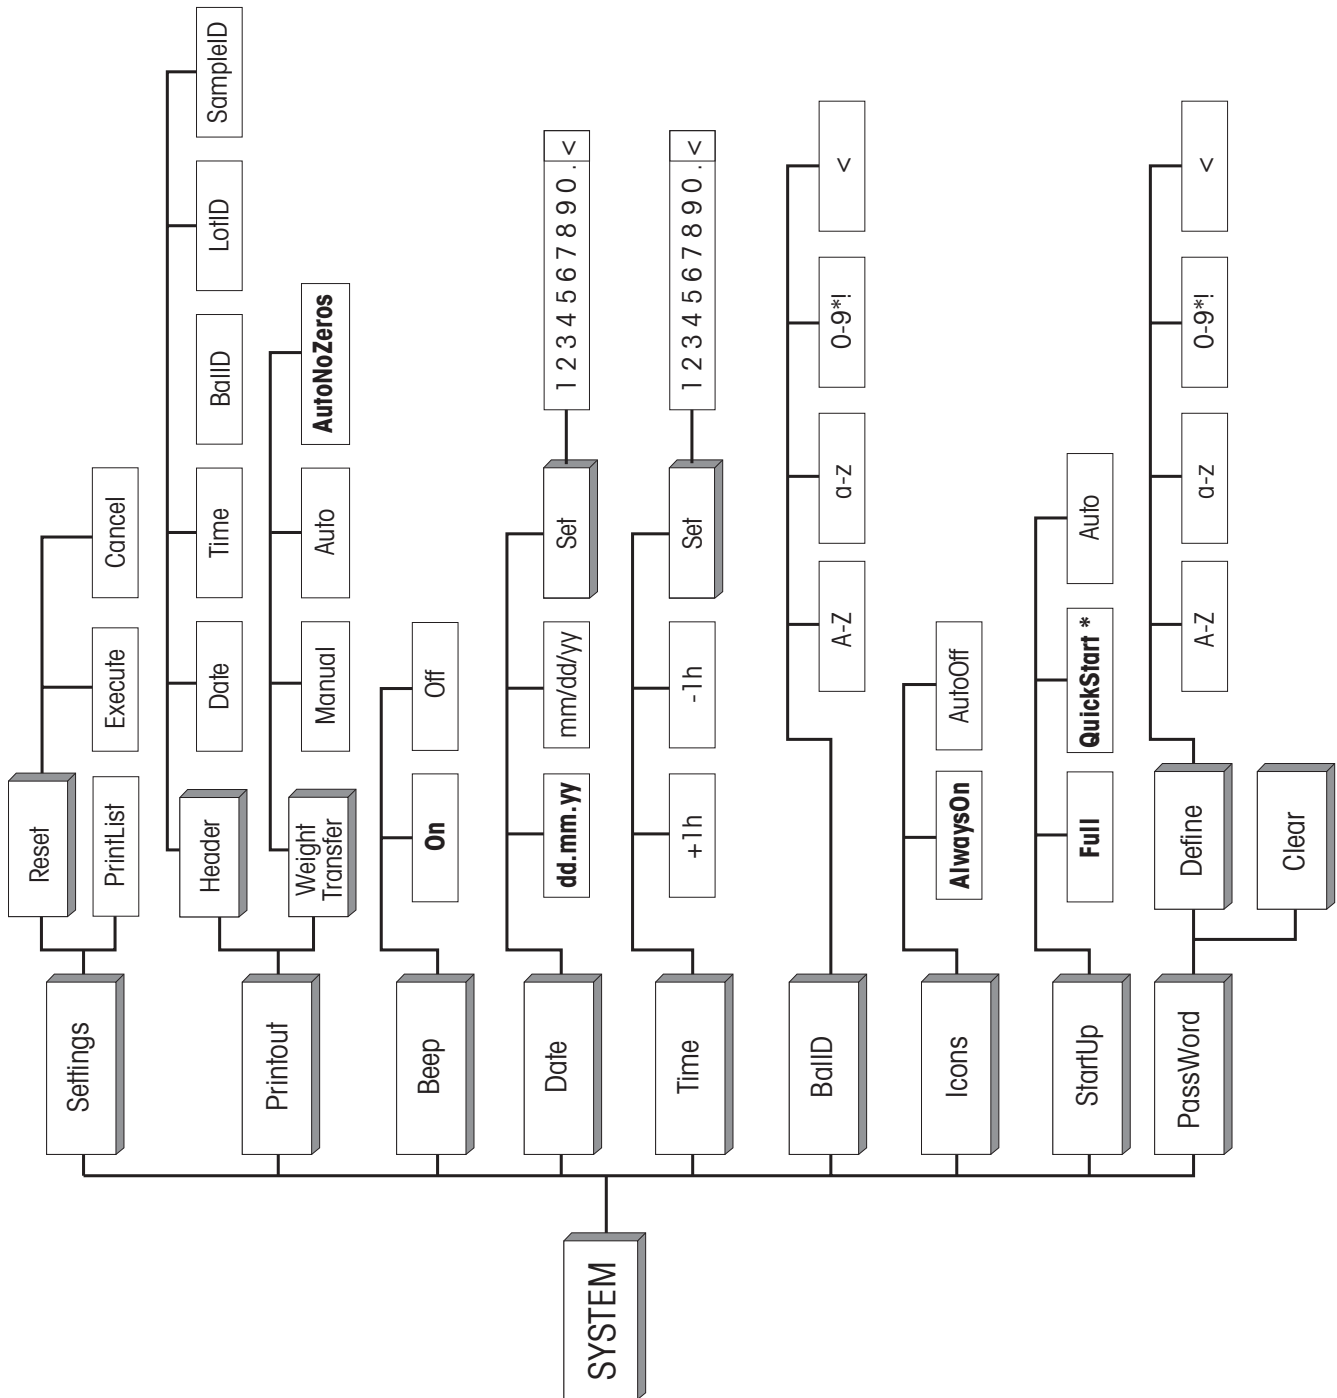 SYSTEM
Settings
Reset
Execute
Cancel
PrintList
Printout
Header
Date
Time
BalID
LotID
SampleID
Weight
Transfer
Manual
Auto
AutoNoZeros
Beep
On
Off
Date
dd.mm.yy
mm/dd/yy
Set
1 2 3 4 5 6 7 8 9 0 . <
Time
+1h
-1h
Set
1 2 3 4 5 6 7 8 9 0 . <
BalID
A-Z
a-z
0-9*!
<
Icons
AlwaysOn
AutoOff
StartUp
Full
QuickStart *
Auto
PassWord
Define
A-Z
a-z
0-9*!
<
Clear